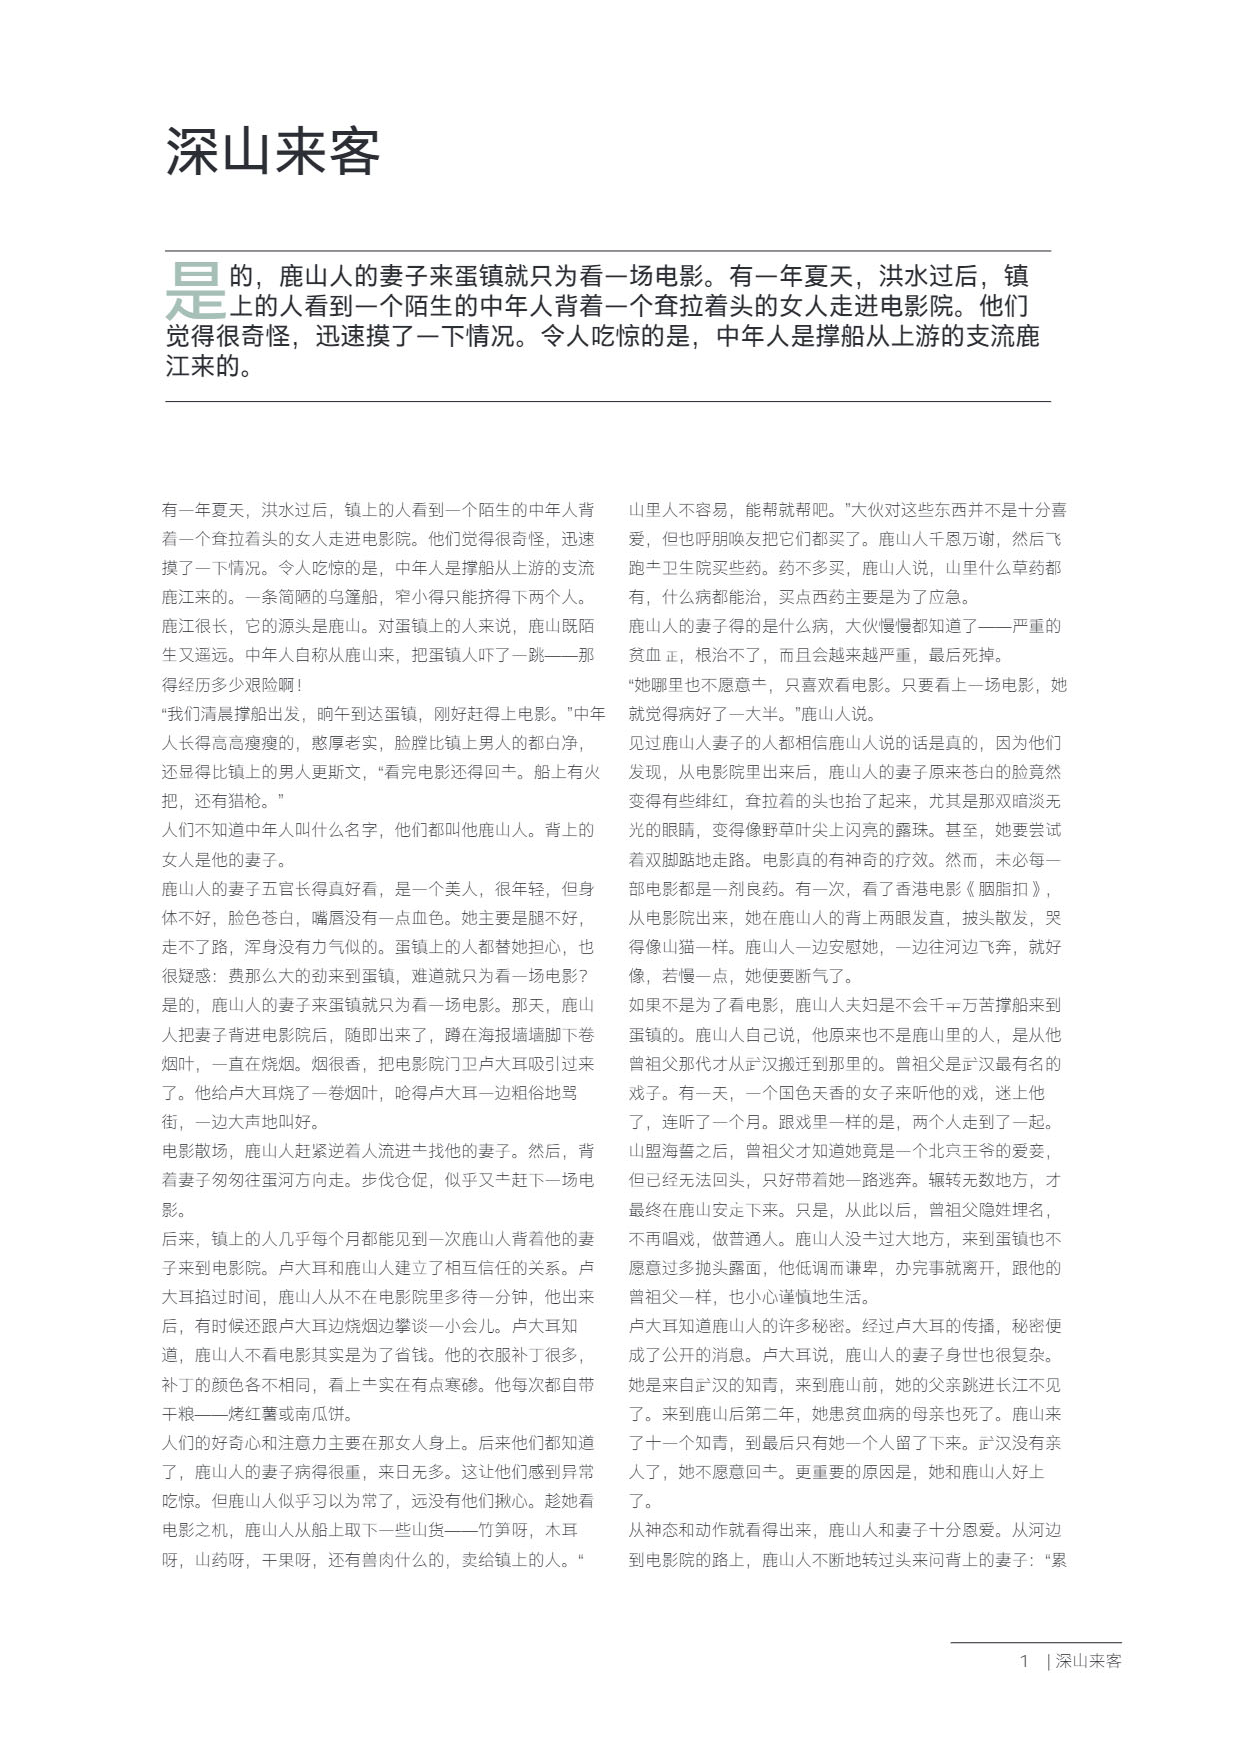 深山来客
是的，鹿山人的妻子来蛋镇就只为看一场电影。有一年夏天，洪水过后，镇
上的人看到一个陌生的中年人背着一个耷拉着头的女人走进电影院。他们
觉得很奇怪，迅速摸了一下情况。令人吃惊的是，中年人是撑船从上游的支流鹿
江来的。
有一年夏天，洪水过后，镇上的人看到一个陌生的中年人背
着一个耷拉着头的女人走进电影院。他们觉得很奇怪，迅速
摸了一下情况。令人吃惊的是，中年人是撑船从上游的支流
鹿江来的。一条简陋的乌篷船，窄小得只能挤得下两个人。
鹿江很长，它的源头是鹿山。对蛋镇上的人来说，鹿山既陌
生又遥远。中年人自称从鹿山来，把蛋镇人吓了一跳——那
得经历多少艰险啊！
“我们清晨撑船出发，晌午到达蛋镇，刚好赶得上电影。”中年
人长得高高瘦瘦的，憨厚老实，脸膛比镇上男人的都白净，
还显得比镇上的男人更斯文，“看完电影还得回去。船上有火
把，还有猎枪。”
人们不知道中年人叫什么名字，他们都叫他鹿山人。背上的
女人是他的妻子。
鹿山人的妻子五官长得真好看，是一个美人，很年轻，但身
体不好，脸色苍白，嘴唇没有一点血色。她主要是腿不好，
走不了路，浑身没有力气似的。蛋镇上的人都替她担心，也
很疑惑：费那么大的劲来到蛋镇，难道就只为看一场电影？
是的，鹿山人的妻子来蛋镇就只为看一场电影。那天，鹿山
人把妻子背进电影院后，随即出来了，蹲在海报墙墙脚下卷
烟叶，一直在烧烟。烟很香，把电影院门卫卢大耳吸引过来
了。他给卢大耳烧了一卷烟叶，呛得卢大耳一边粗俗地骂
街，一边大声地叫好。
电影散场，鹿山人赶紧逆着人流进去找他的妻子。然后，背
着妻子匆匆往蛋河方向走。步伐仓促，似乎又去赶下一场电
影。
后来，镇上的人几乎每个月都能见到一次鹿山人背着他的妻
子来到电影院。卢大耳和鹿山人建立了相互信任的关系。卢
大耳掐过时间，鹿山人从不在电影院里多待一分钟，他出来
后，有时候还跟卢大耳边烧烟边攀谈一小会儿。卢大耳知
道，鹿山人不看电影其实是为了省钱。他的衣服补丁很多，
补丁的颜色各不相同，看上去实在有点寒碜。他每次都自带
干粮——烤红薯或南瓜饼。
人们的好奇心和注意力主要在那女人身上。后来他们都知道
了，鹿山人的妻子病得很重，来日无多。这让他们感到异常
吃惊。但鹿山人似乎习以为常了，远没有他们揪心。趁她看
电影之机，鹿山人从船上取下一些山货——竹笋呀，木耳
呀，山药呀，干果呀，还有兽肉什么的，卖给镇上的人。“
山里人不容易，能帮就帮吧。”大伙对这些东西并不是十分喜
爱，但也呼朋唤友把它们都买了。鹿山人千恩万谢，然后飞
跑去卫生院买些药。药不多买，鹿山人说，山里什么草药都
有，什么病都能治，买点西药主要是为了应急。
鹿山人的妻子得的是什么病，大伙慢慢都知道了——严重的
贫血 正，根治不了，而且会越来越严重，最后死掉。
“她哪里也不愿意去，只喜欢看电影。只要看上一场电影，她
就觉得病好了一大半。”鹿山人说。
见过鹿山人妻子的人都相信鹿山人说的话是真的，因为他们
发现，从电影院里出来后，鹿山人的妻子原来苍白的脸竟然
变得有些绯红，耷拉着的头也抬了起来，尤其是那双暗淡无
光的眼睛，变得像野草叶尖上闪亮的露珠。甚至，她要尝试
着双脚踮地走路。电影真的有神奇的疗效。然而，未必每一
部电影都是一剂良药。有一次，看了香港电影《胭脂扣》，
从电影院出来，她在鹿山人的背上两眼发直，披头散发，哭
得像山猫一样。鹿山人一边安慰她，一边往河边飞奔，就好
像，若慢一点，她便要断气了。
如果不是为了看电影，鹿山人夫妇是不会千辛万苦撑船来到
蛋镇的。鹿山人自己说，他原来也不是鹿山里的人，是从他
曾祖父那代才从武汉搬迁到那里的。曾祖父是武汉最有名的
戏子。有一天，一个国色天香的女子来听他的戏，迷上他
了，连听了一个月。跟戏里一样的是，两个人走到了一起。
山盟海誓之后，曾祖父才知道她竟是一个北京王爷的爱妾，
但已经无法回头，只好带着她一路逃奔。辗转无数地方，才
最终在鹿山安定下来。只是，从此以后，曾祖父隐姓埋名，
不再唱戏，做普通人。鹿山人没去过大地方，来到蛋镇也不
愿意过多抛头露面，他低调而谦卑，办完事就离开，跟他的
曾祖父一样，也小心谨慎地生活。
卢大耳知道鹿山人的许多秘密。经过卢大耳的传播，秘密便
成了公开的消息。卢大耳说，鹿山人的妻子身世也很复杂。
她是来自武汉的知青，来到鹿山前，她的父亲跳进长江不见
了。来到鹿山后第二年，她患贫血病的母亲也死了。鹿山来
了十一个知青，到最后只有她一个人留了下来。武汉没有亲
人了，她不愿意回去。更重要的原因是，她和鹿山人好上
了。
从神态和动作就看得出来，鹿山人和妻子十分恩爱。从河边
到电影院的路上，鹿山人不断地转过头来问背上的妻子：“累
1 | 深山来客